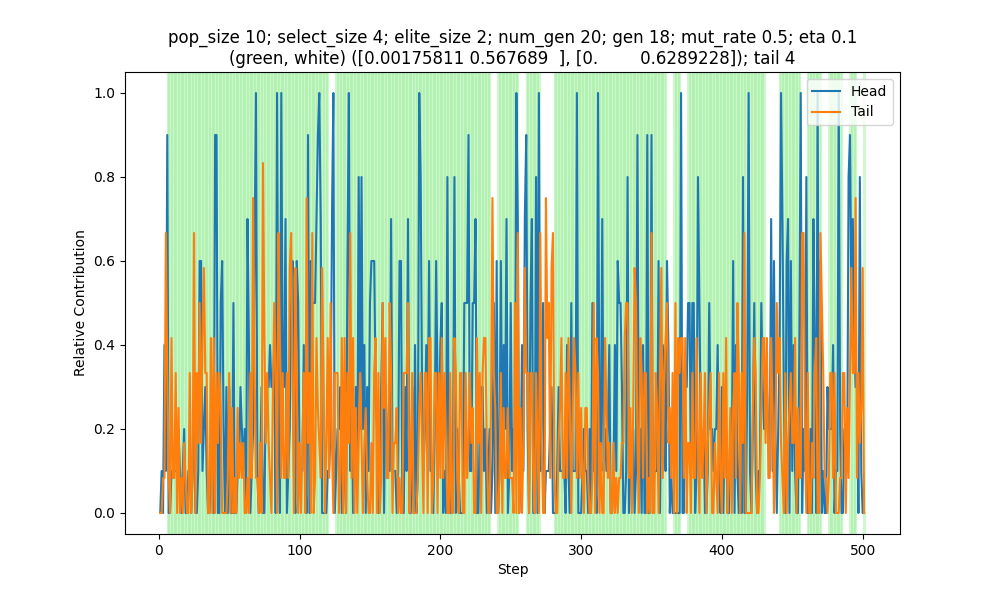 pop_size 10; select_size 4; elite_size 2; num_gen 20; gen 18; mut_rate 0.5; eta 0.1
(green, white) ([0.00175811 0.567689  ], [0.        0.6289228]); tail 4
Head
Tail
1.0
0.8
0.6
0.4
0.2
0.0
Relative Contribution
0
100
200
300
400
500
Step